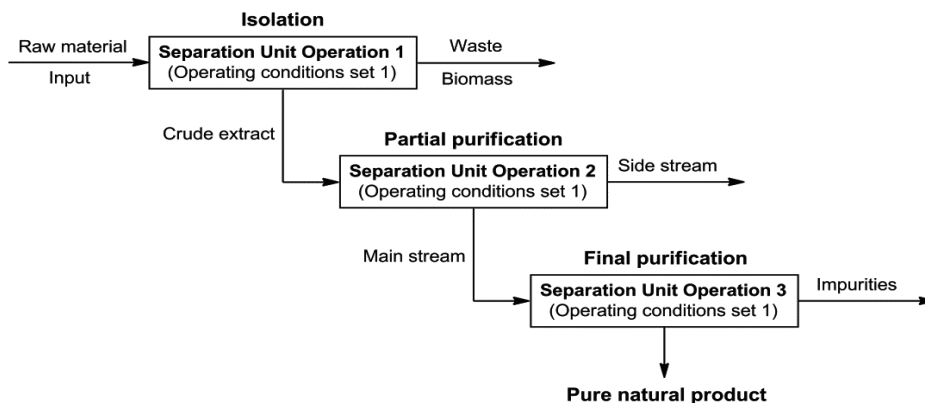 Isolation
Raw material
Input
Separation Unit Operation 1
(Operating conditions set 1)
Waste
Biomass
Crude extract
Partial purification
Separation Unit Operation 2
(Operating conditions set 1)
Side stream
Main stream
Final purification
Separation Unit Operation 3
(Operating conditions set 1)
Impurities
Pure natural product